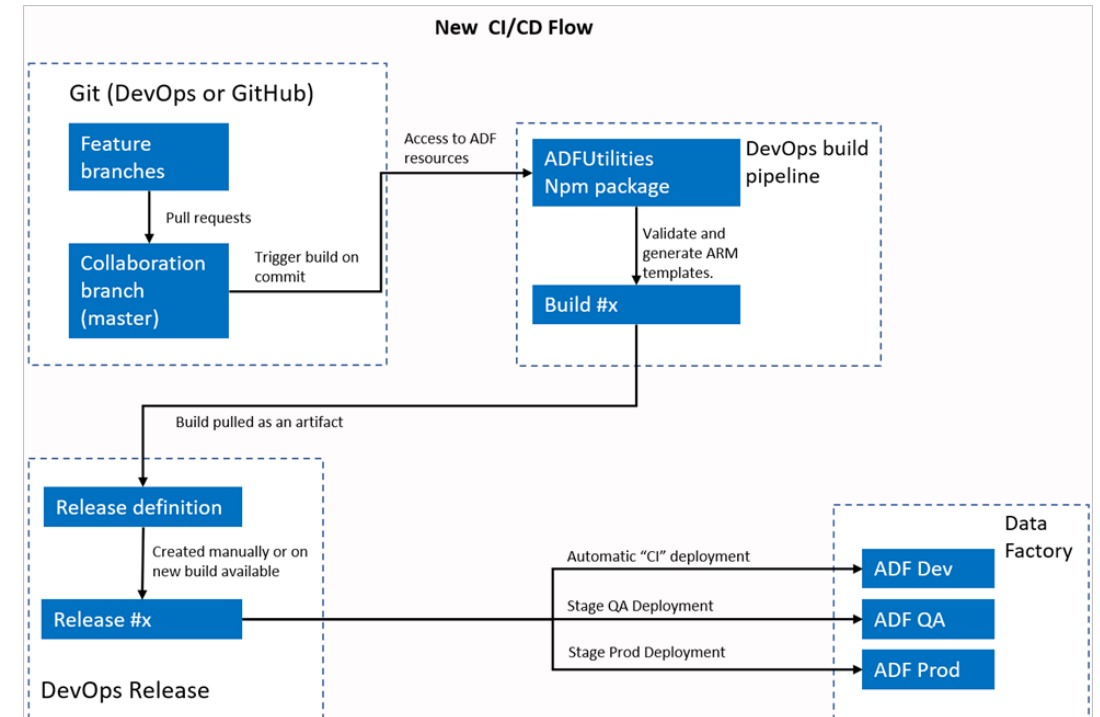 New CI/CD Flow
Git (DevOps or GitHub)
Feature
branches
Pull requests
Collaboration
branch
(master)
Trigger build on
commit
Access to ADF
resources
ADFUtilities
Npm package
DevOps build
pipeline
Validate and
generate ARM
templates.
Build #x
Build pulled as an artifact
Release definition
Created manually or on
new build available
Release #x
DevOps Release
Automatic “CI” deployment
Stage QA Deployment
Stage Prod Deployment
Data
Factory
ADF Dev
ADF QA
ADF Prod